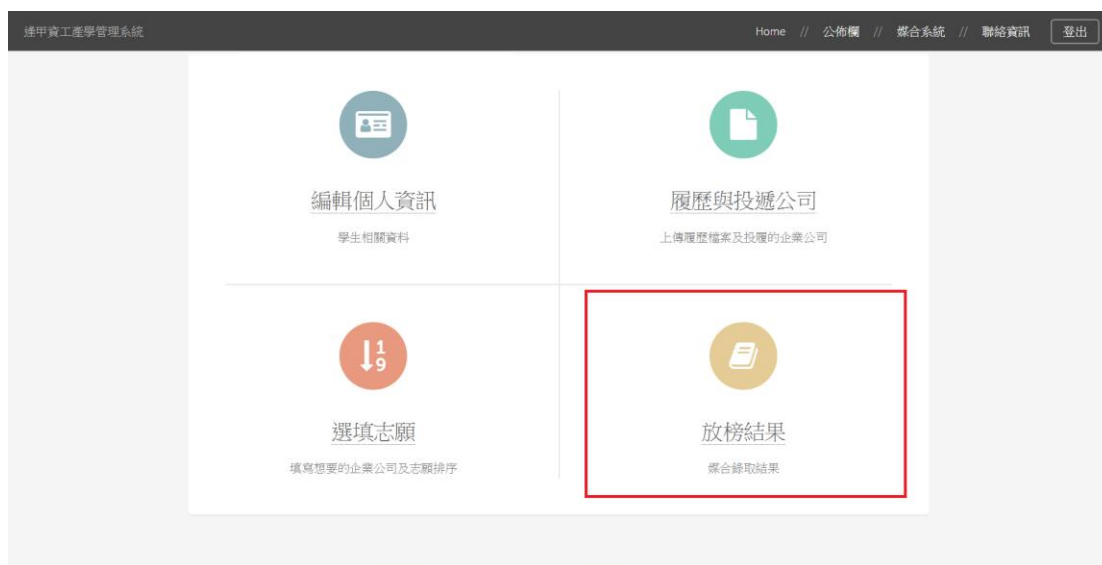 逢甲資工產學管理系統
Home // 公佈欄 // 媒合系統 // 聯絡資訊 登出
編輯個人資訊
學生相關資料
履歷與投遞公司
上傳履歷檔案及投履的企業公司
選填志願
填寫想要的企業公司及志願排序
放榜結果
媒合錄取結果